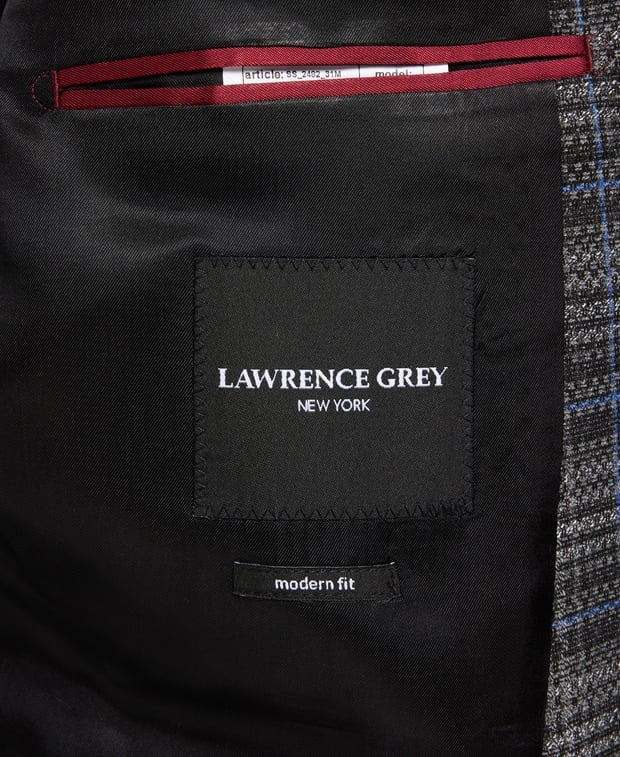 article: SS_2482_31M model:
LAWRENCE GREY
NEW YORK
modern fit